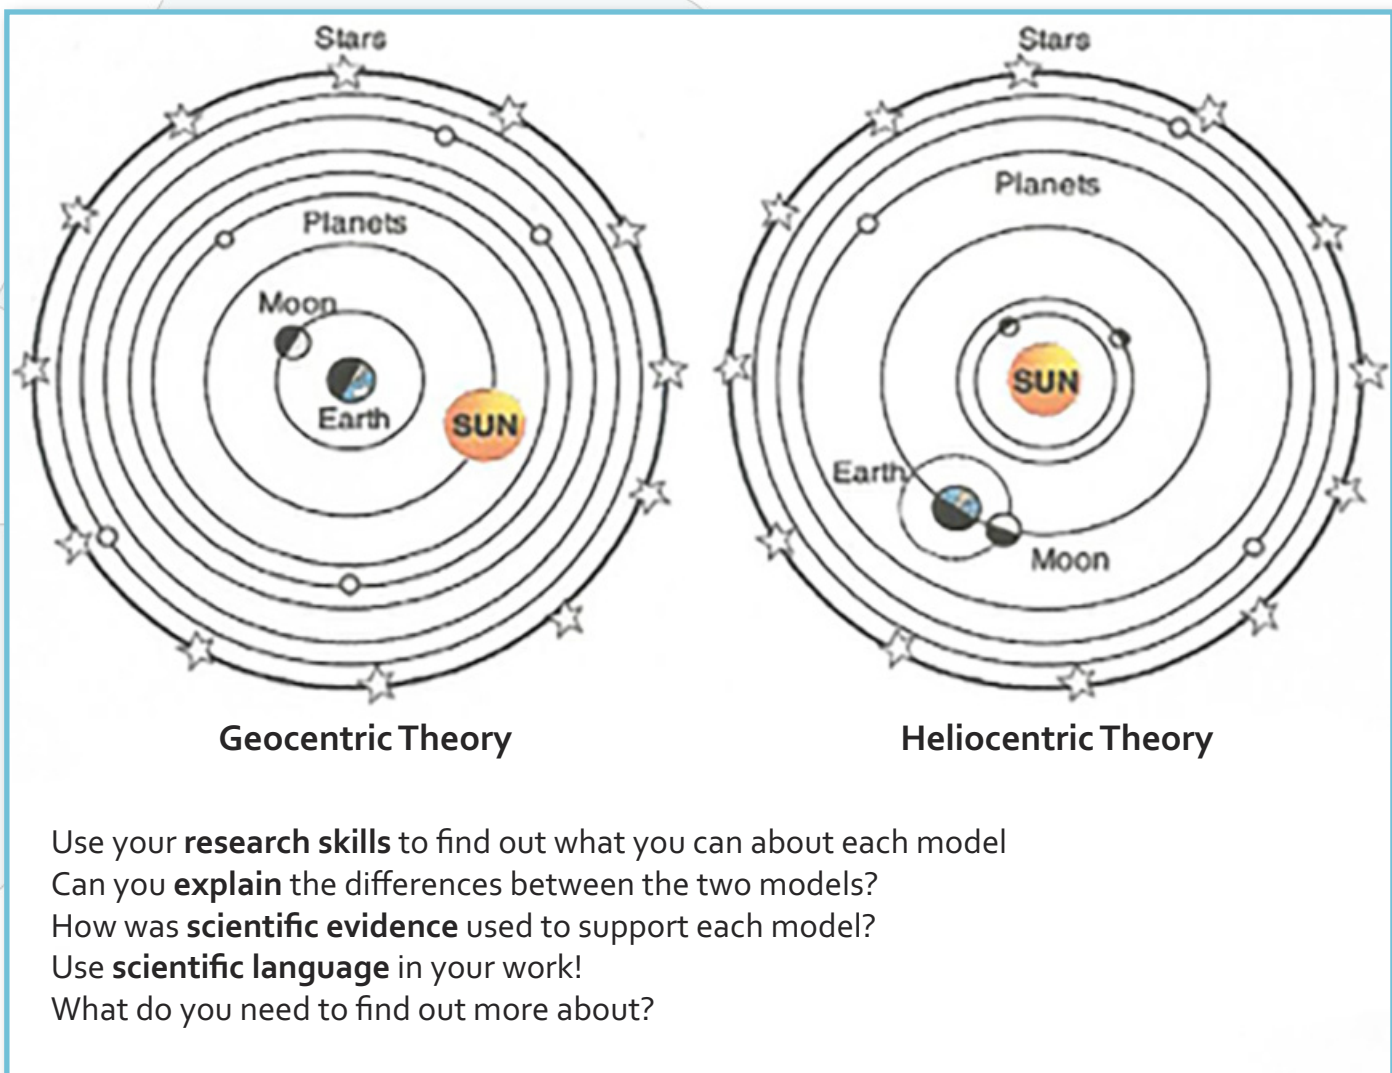 Stars
Planets
Moon
Earth
SUN
Geocentric Theory
Stars
Planets
SUN
Earth
Moon
Heliocentric Theory
Use your research skills to find out what you can about each model
Can you explain the differences between the two models?
How was scientific evidence used to support each model?
Use scientific language in your work!
What do you need to find out more about?